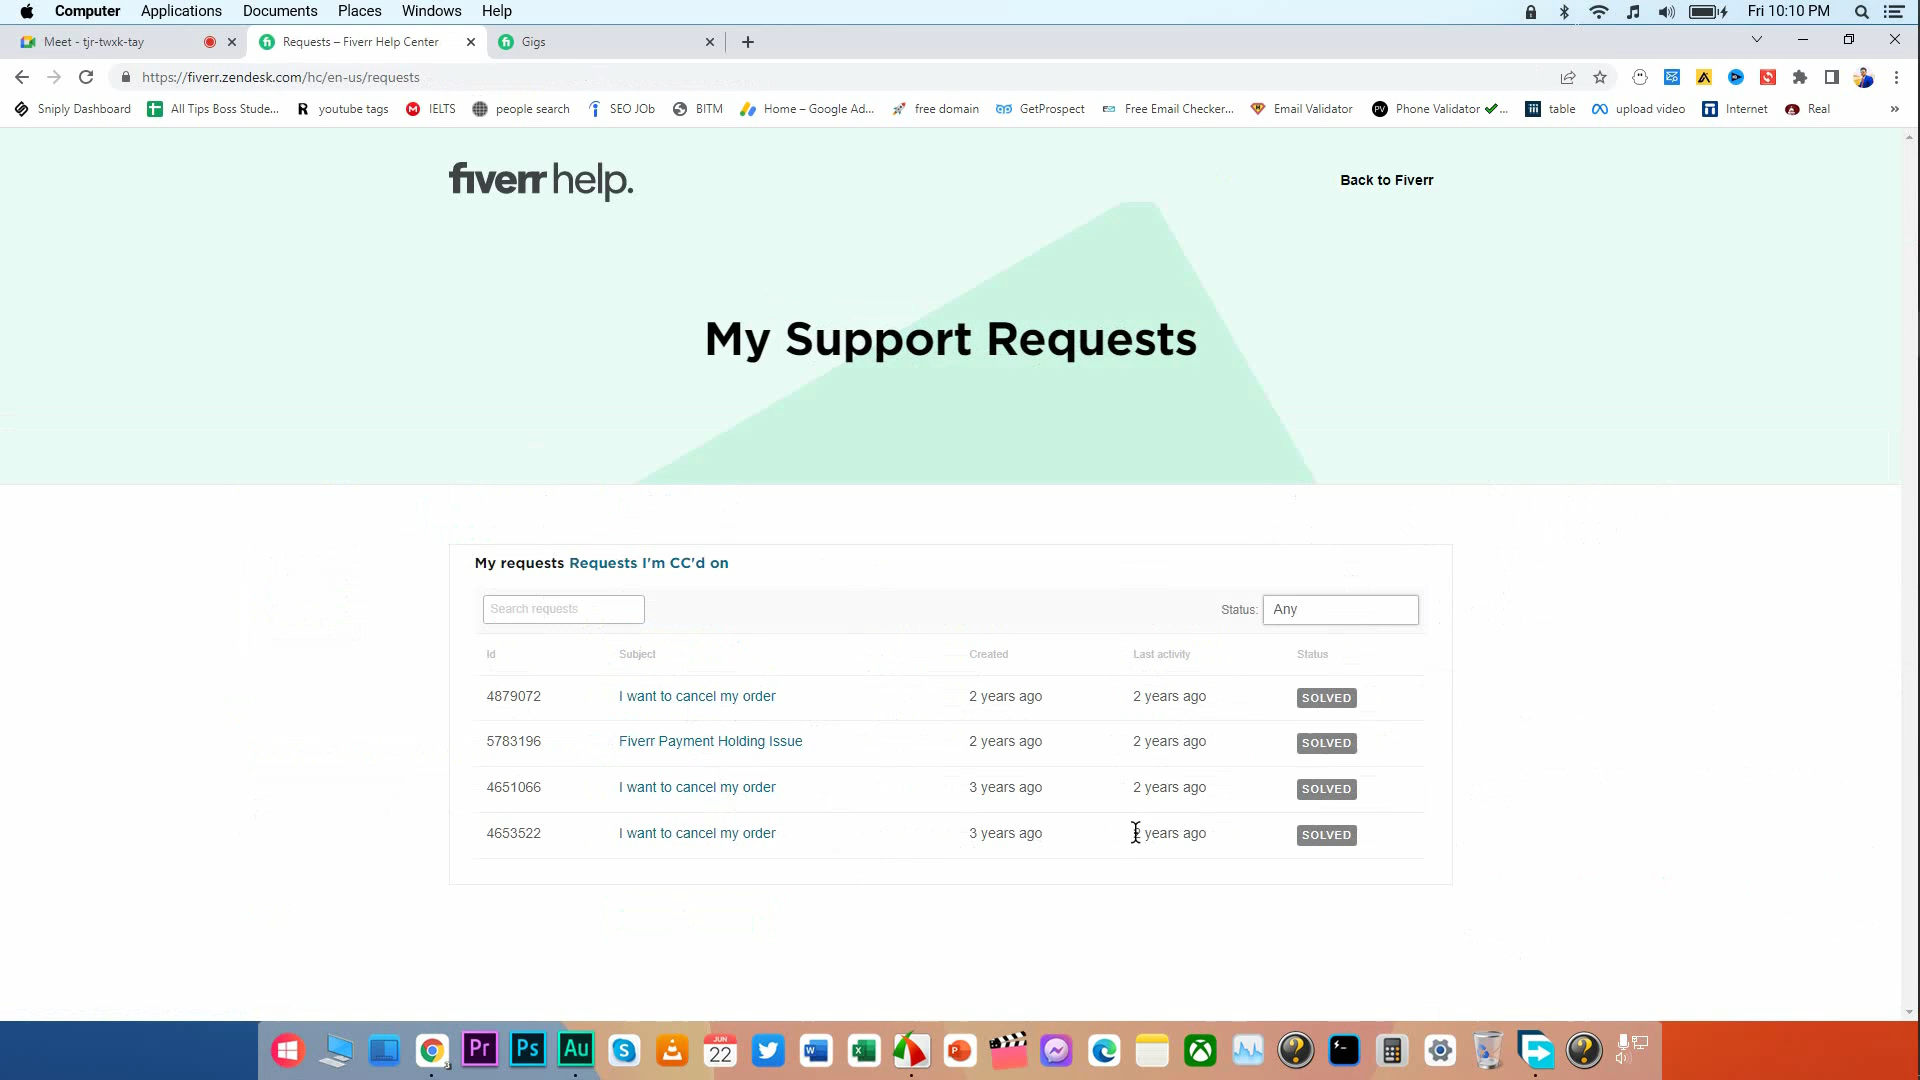 Computer Applications Documents Places Windows Help Fri 10:10 PM
Meet - tjr-twxk-tay Requests – Fiverr Help Center Gigs
https://fiverr.zendesk.com/hc/en-us/requests
Sniply Dashboard All Tips Boss Stude... R youtube tags M IELTS people search SEO JOb BITM Home – Google Ad... free domain GetProspect Free Email Checker... Email Validator PV Phone Validator ✔... table upload video Internet Real »
fiverr help.
Back to Fiverr
My Support Requests
My requests Requests I'm CC'd on
Search requests Status: Any
Id Subject Created Last activity Status
4879072 I want to cancel my order 2 years ago 2 years ago SOLVED
5783196 Fiverr Payment Holding Issue 2 years ago 2 years ago SOLVED
4651066 I want to cancel my order 3 years ago 2 years ago SOLVED
4653522 I want to cancel my order 3 years ago years ago SOLVED
Pr Ps Au JUN 22